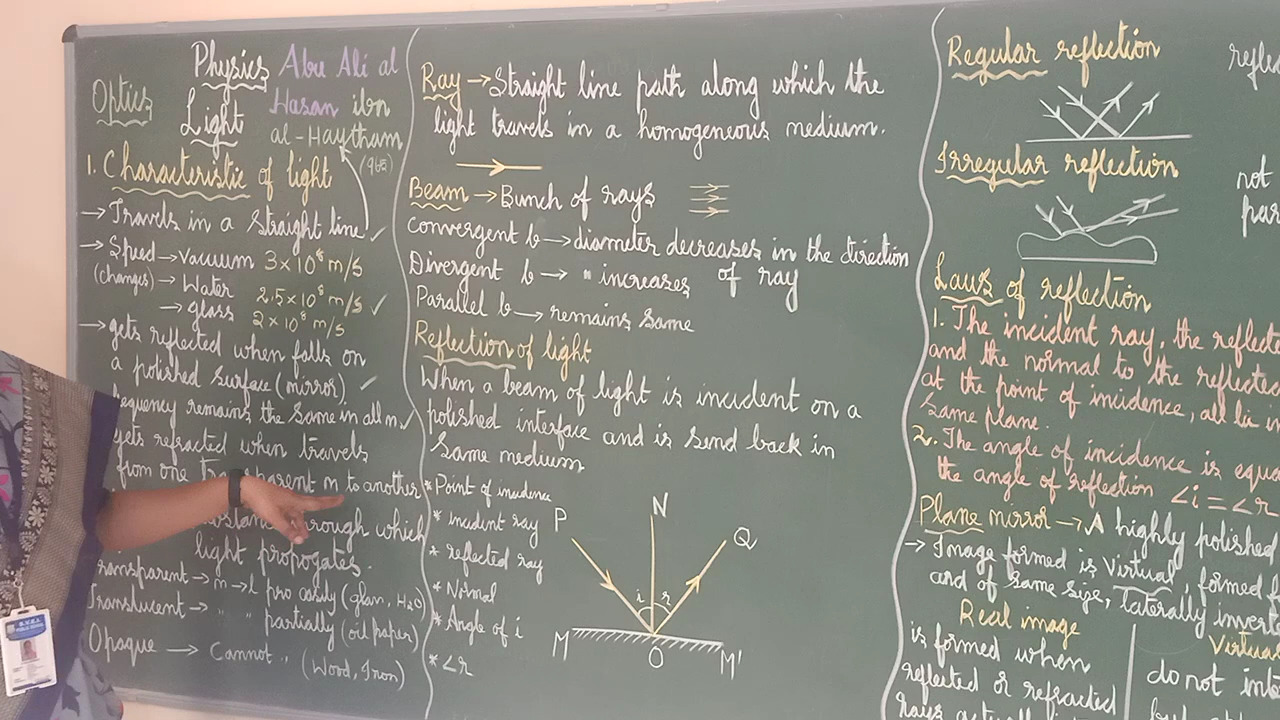 Physics
Optics
Light
Abu Ali al
Hasan ibn
al-Haytham
(965)
1. Characteristic of light
→ Travels in a straight line ✓
→ Speed → Vacuum 3×10⁸ m/s
(changes) → Water 2.5×10⁸ m/s ✓
→ glass 2×10⁸ m/s
→ gets reflected when falls on
a polished surface (mirror) ✓
equency remains the same in all m ✓
gets refracted when travels
from one transparent m to another
through which
light propogates.
Transparent → m → l pro easily (glass, H₂O)
Translucent → " " partially (oil paper)
Opaque → Cannot " (Wood, Iron)
Ray → Straight line path along which the
light travels in a homogeneous medium.
Beam → Bunch of rays
Convergent b → diameter decreases in the direction
Divergent b → " increases of ray
Parallel b → remains same
Reflection of light
When a beam of light is incident on a
polished interface and is send back in
same medium
* Point of incidence
* incident ray
* reflected ray
* Normal
* Angle of i
* ∠r
P
N
Q
i
r
M
O
M'
Regular reflection
Irregular reflection
not
Laws of reflection
1. The incident ray, the reflecte
and the normal to the reflected
at the point of incidence, all lie in
same plane.
2. The angle of incidence is equa
the angle of reflection ∠i = ∠r
Plane mirror → A highly polished
→ Image formed is Virtual, formed
and of same size, laterally invert
Real image
is formed when
reflected or refracted
rays
Virtual
do not int